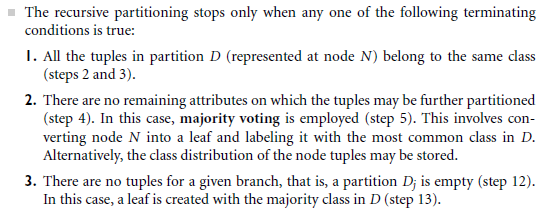 ■ The recursive partitioning stops only when any one of the following terminating
conditions is true:
1. All the tuples in partition D (represented at node N) belong to the same class
(steps 2 and 3).
2. There are no remaining attributes on which the tuples may be further partitioned
(step 4). In this case, majority voting is employed (step 5). This involves con-
verting node N into a leaf and labeling it with the most common class in D.
Alternatively, the class distribution of the node tuples may be stored.
3. There are no tuples for a given branch, that is, a partition Dj is empty (step 12).
In this case, a leaf is created with the majority class in D (step 13).